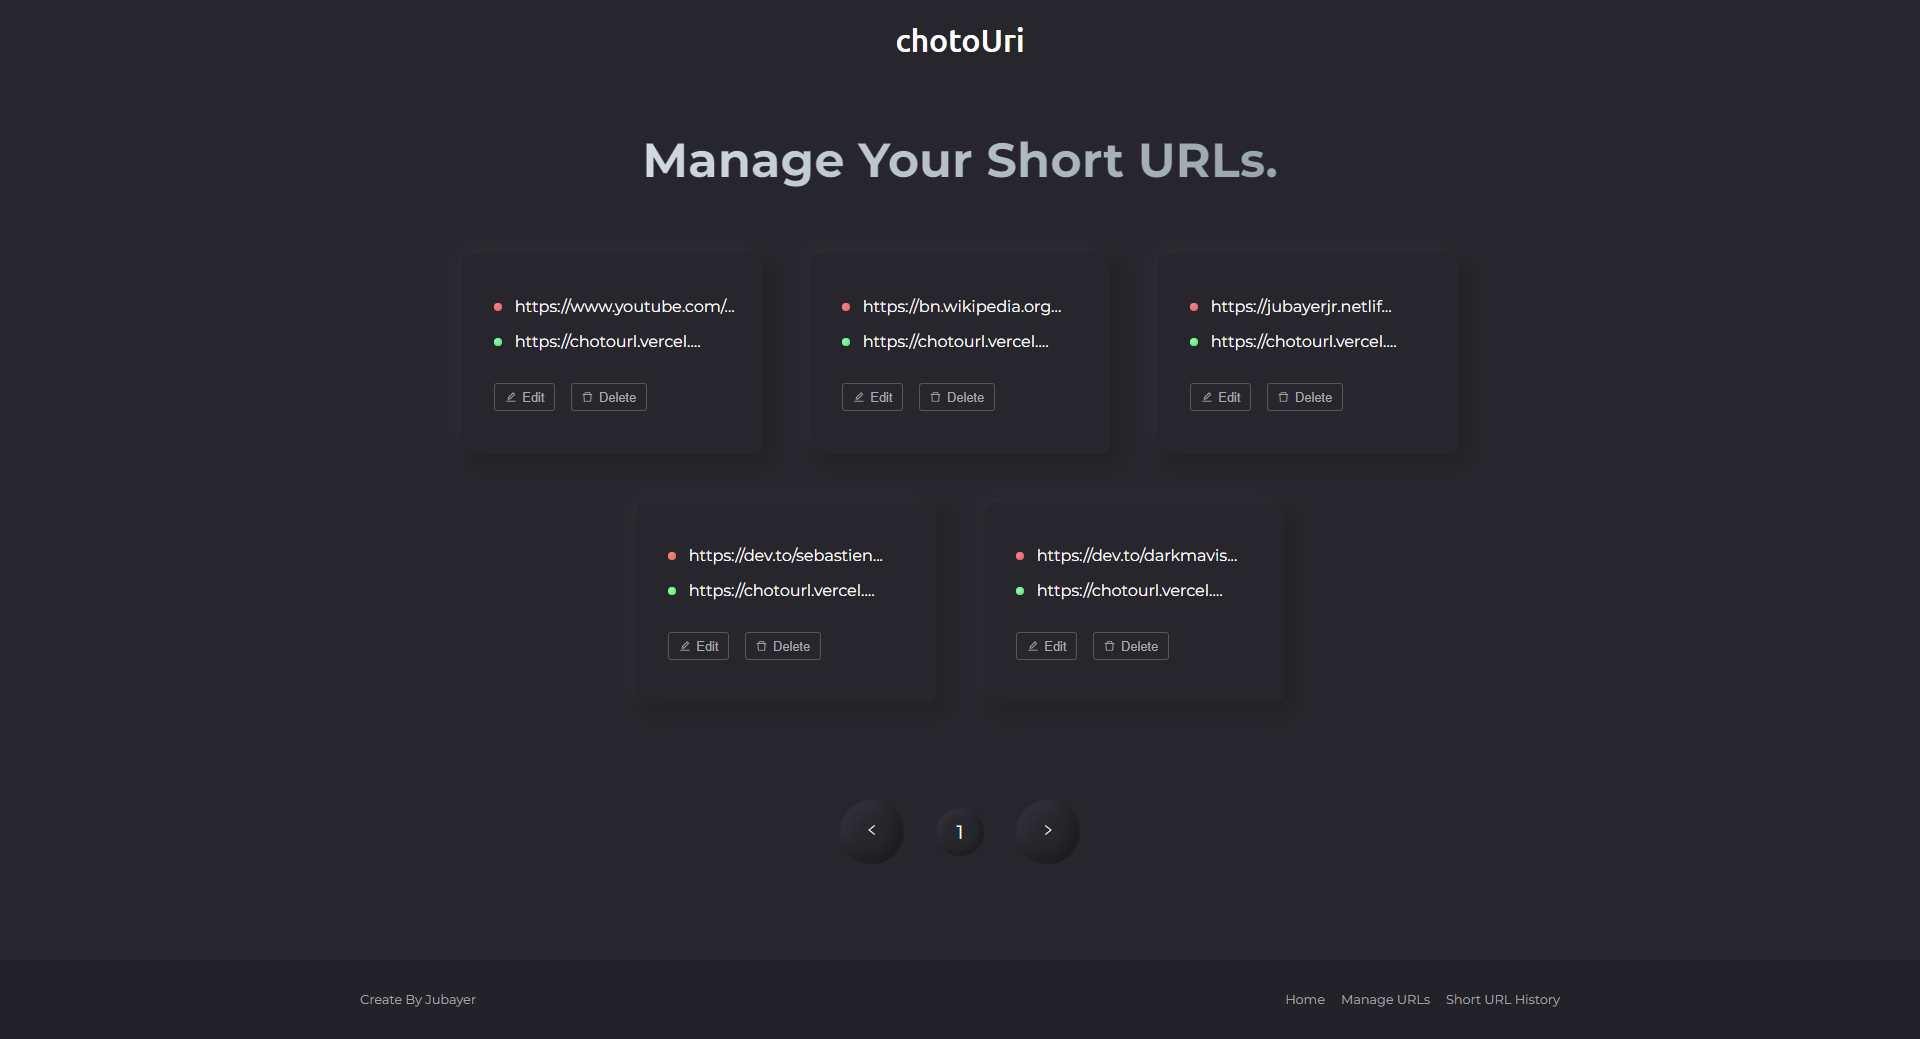 chotoUri
Manage Your Short URLs.
https://www.youtube.com/...
https://chotourl.vercel....
Edit Delete
https://bn.wikipedia.org...
https://chotourl.vercel....
Edit Delete
https://jubayerjr.netlif...
https://chotourl.vercel....
Edit Delete
https://dev.to/sebastien...
https://chotourl.vercel....
Edit Delete
https://dev.to/darkmavis...
https://chotourl.vercel....
Edit Delete
< 1 >
Create By Jubayer
Home Manage URLs Short URL History